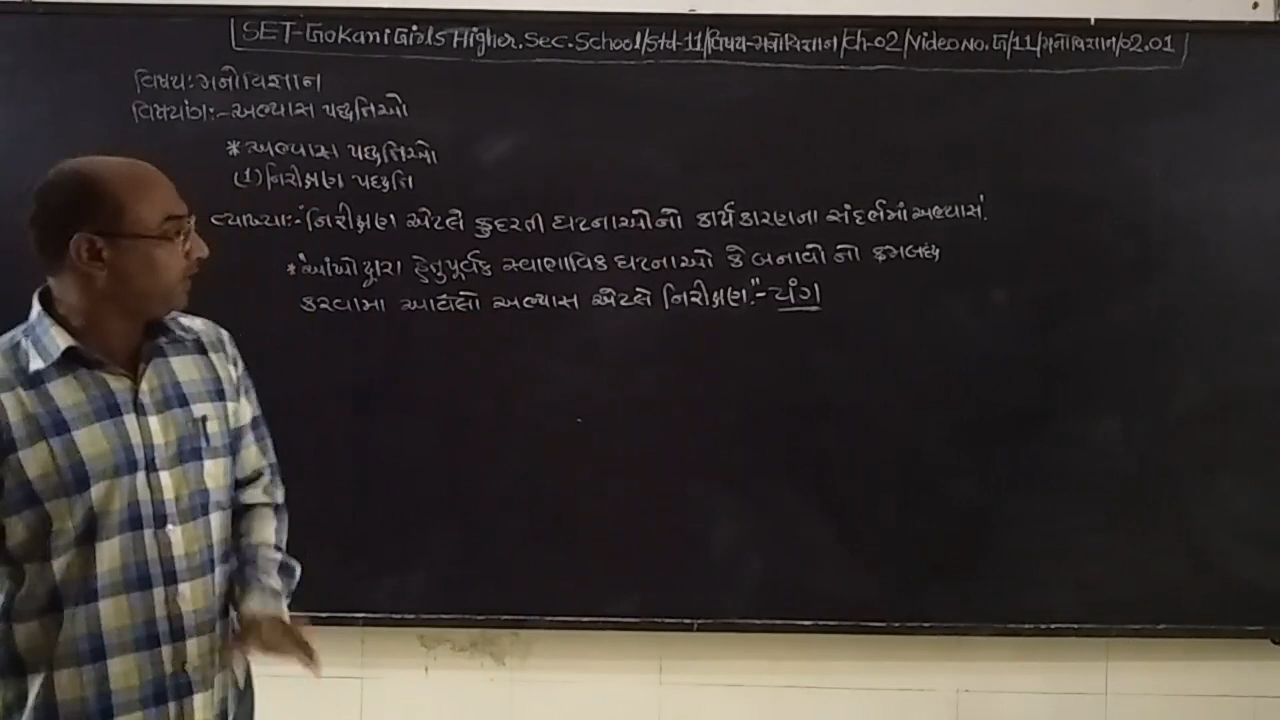 SET-Gokani Girls Higher.Sec.School/Std-11/વિષય-મનોવિજ્ઞાન/Ch-02/Video No.G/11/મનોવિજ્ઞાન/02.01
વિષય:મનોવિજ્ઞાન
વિષયાંગ:-અભ્યાસ પદ્ધતિઓ
*અભ્યાસ પદ્ધતિઓ
(1)નિરીક્ષણ પદ્ધતિ
વ્યાખ્યા:-"નિરીક્ષણ એટલે કુદરતી ઘટનાઓનો કાર્ય કારણના સંદર્ભમાં અભ્યાસ".
*"આંખો દ્વારા હેતુપૂર્વક સ્વાભાવિક ઘટનાઓ કે બનાવો નો ક્રમબદ્ધ
કરવામા આવેલો અભ્યાસ એટલે નિરીક્ષણ."-યંગ